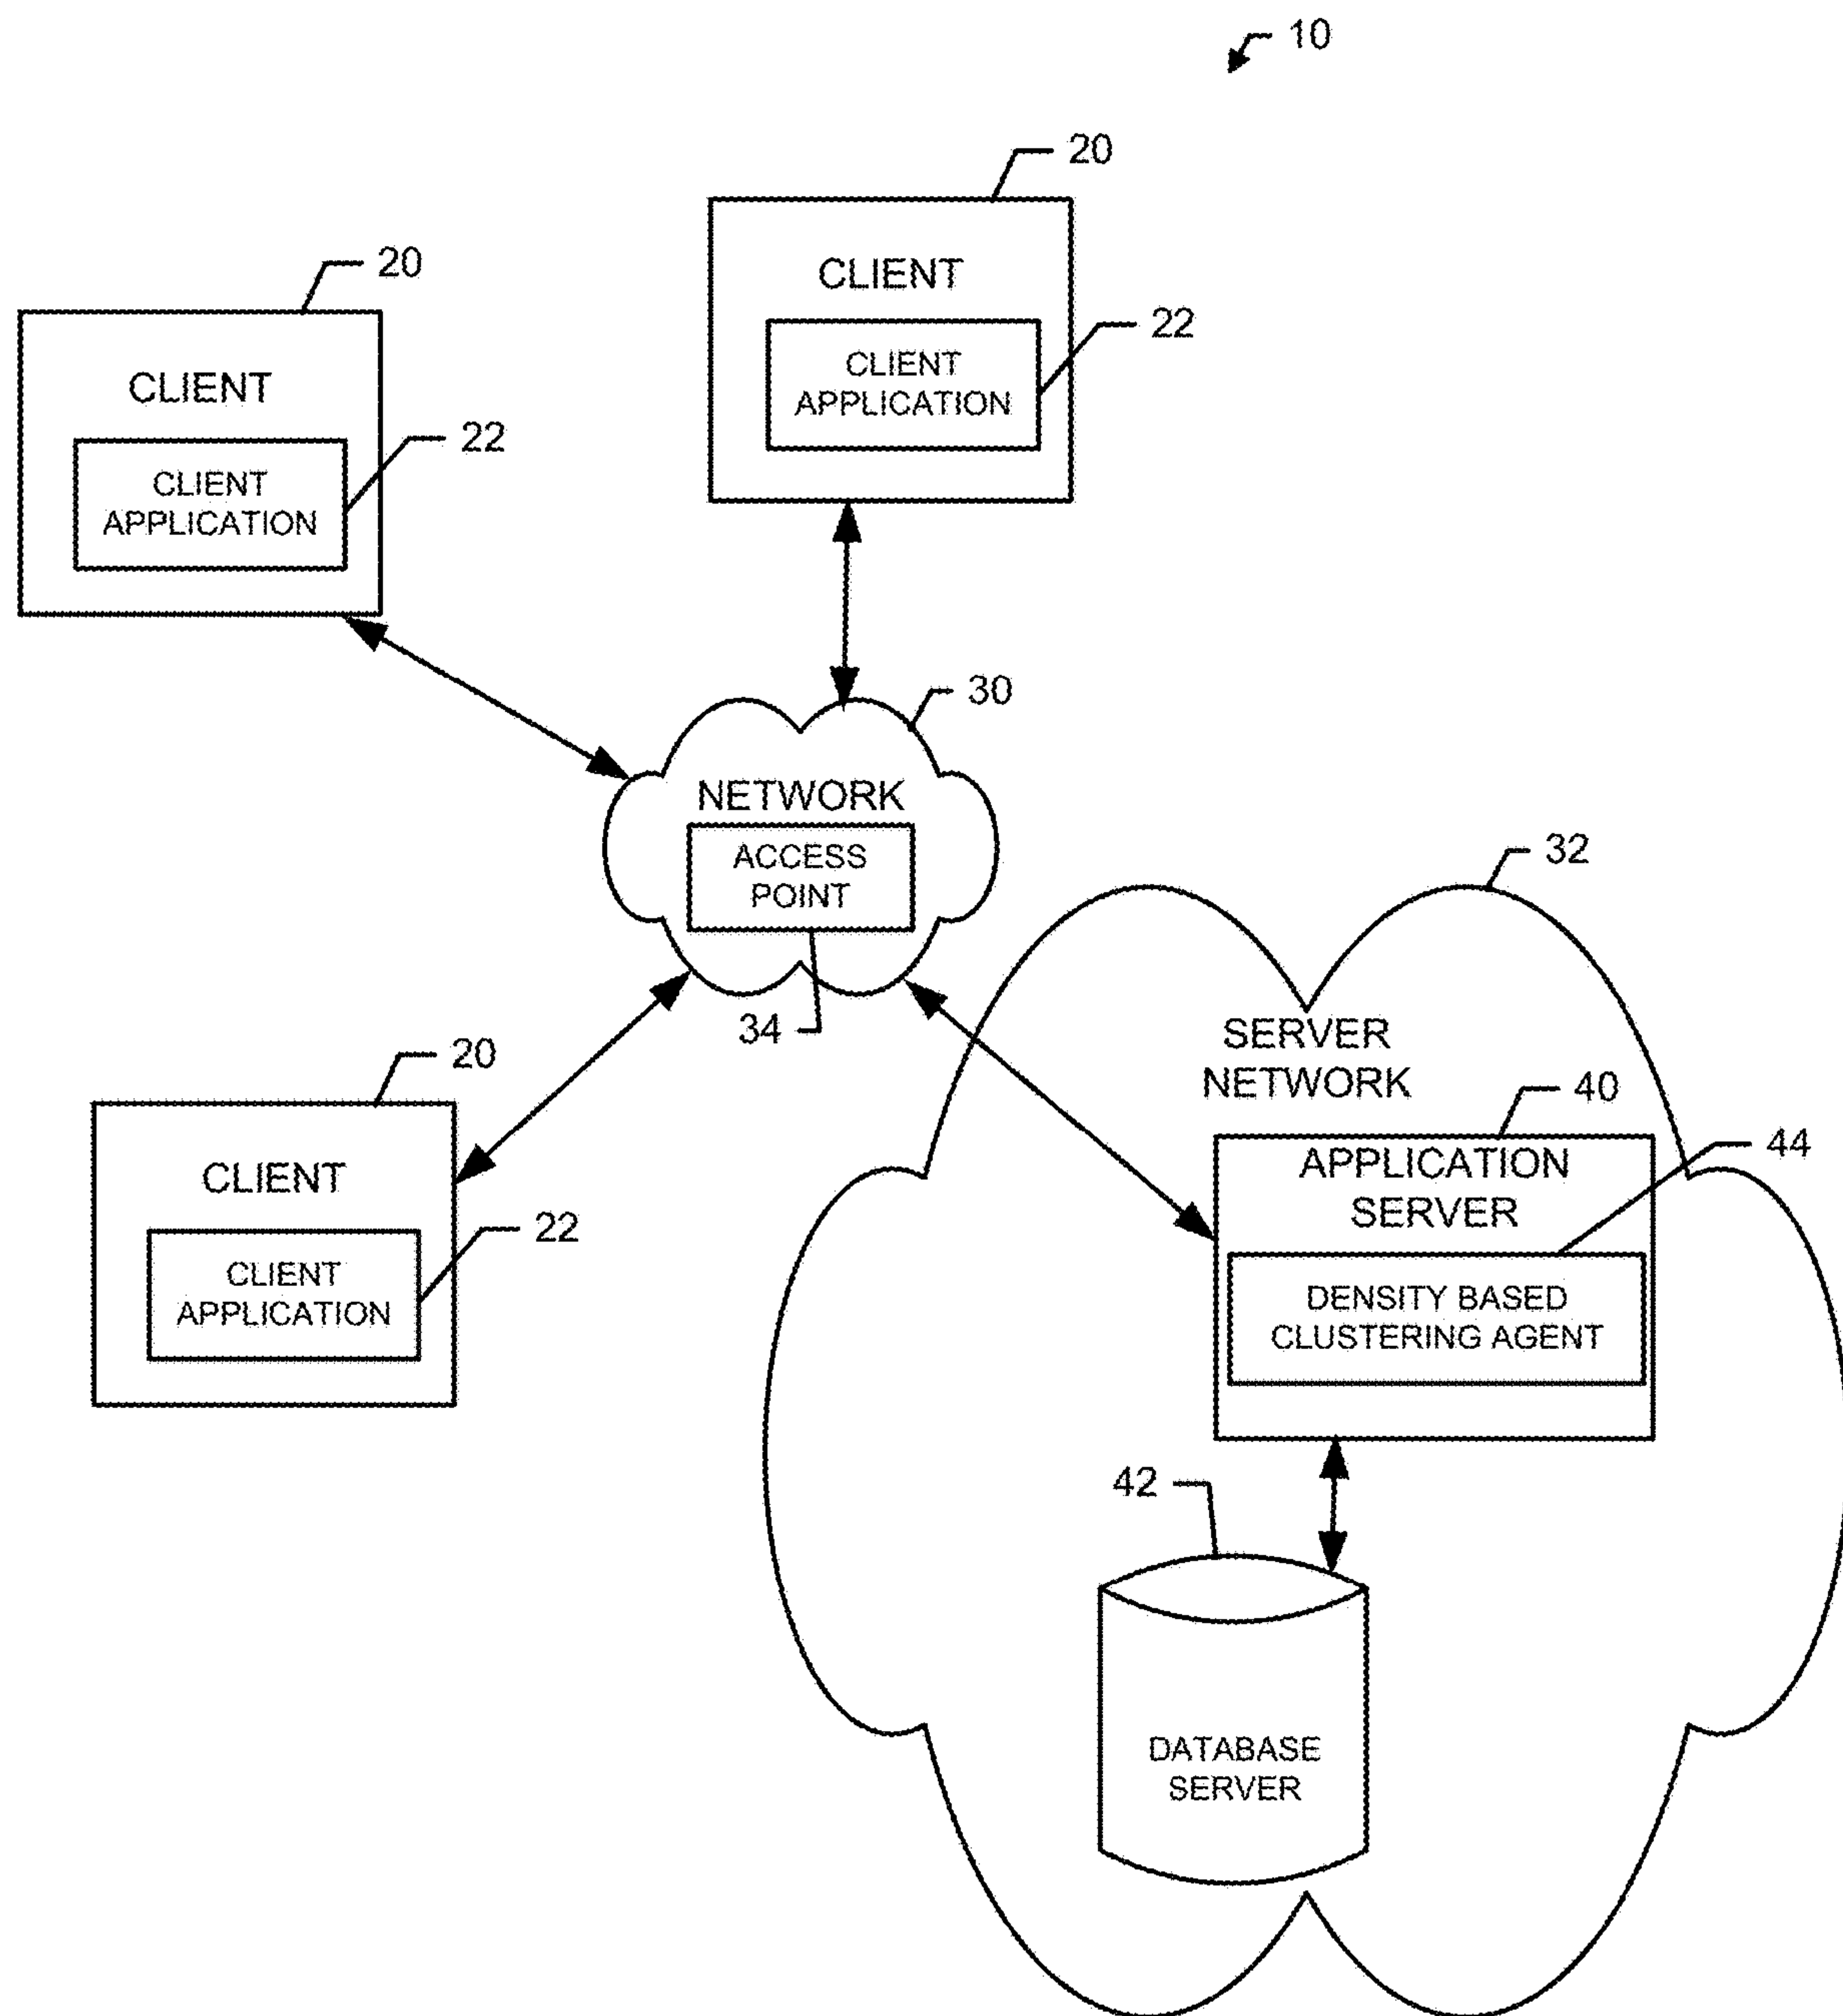 10
20
CLIENT
22
CLIENT
APPLICATION
20
CLIENT
22
CLIENT
APPLICATION
30
NETWORK
ACCESS
POINT
34
32
SERVER
NETWORK
40
APPLICATION
SERVER
44
DENSITY BASED
CLUSTERING AGENT
20
CLIENT
22
CLIENT
APPLICATION
42
DATABASE
SERVER